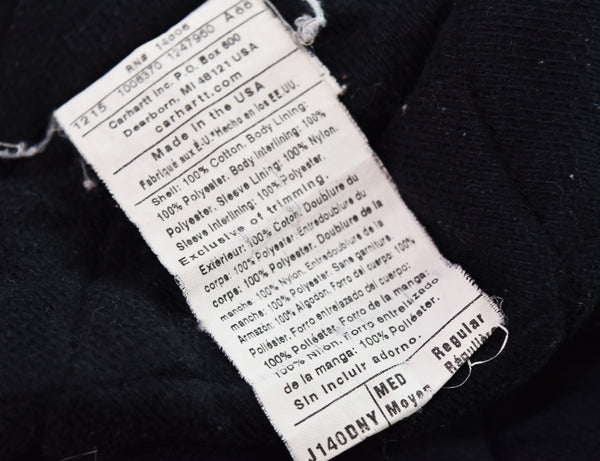 RN# 14806
1215 1008370 1247960 A 66
Carhartt Inc. P.O. Box 600
Dearborn, MI 48121 USA
carhartt.com
Made in the USA
Fabriqué aux É-U *Hecho en los EE UU.
Shell: 100% Cotton. Body Lining:
100% Polyester. Body Interlining: 100%
Polyester. Sleeve Lining: 100% Nylon.
Sleeve Interlining: 100% Polyester.
Exclusive of trimming.
Extérieur: 100% Coton. Doublure du
corps: 100% Polyester. Entredoublure du
corps: 100% Polyester. Doublure de la
manche: 100% Nylon. Entredoublure de la
manche: 100% Polyester. Sans garniture.
Armazon: 100% Algodon. Forro del cuerpo: 100%
Poliéster. Forro entrelazado del cuerpo:
100% Poliéster. Forro de la manga:
100% Nylon. Forro entrelazado
de la manga: 100% Poliéster.
Sin incluir adorno.
J140DNY MED Regular
Moyen Régulière